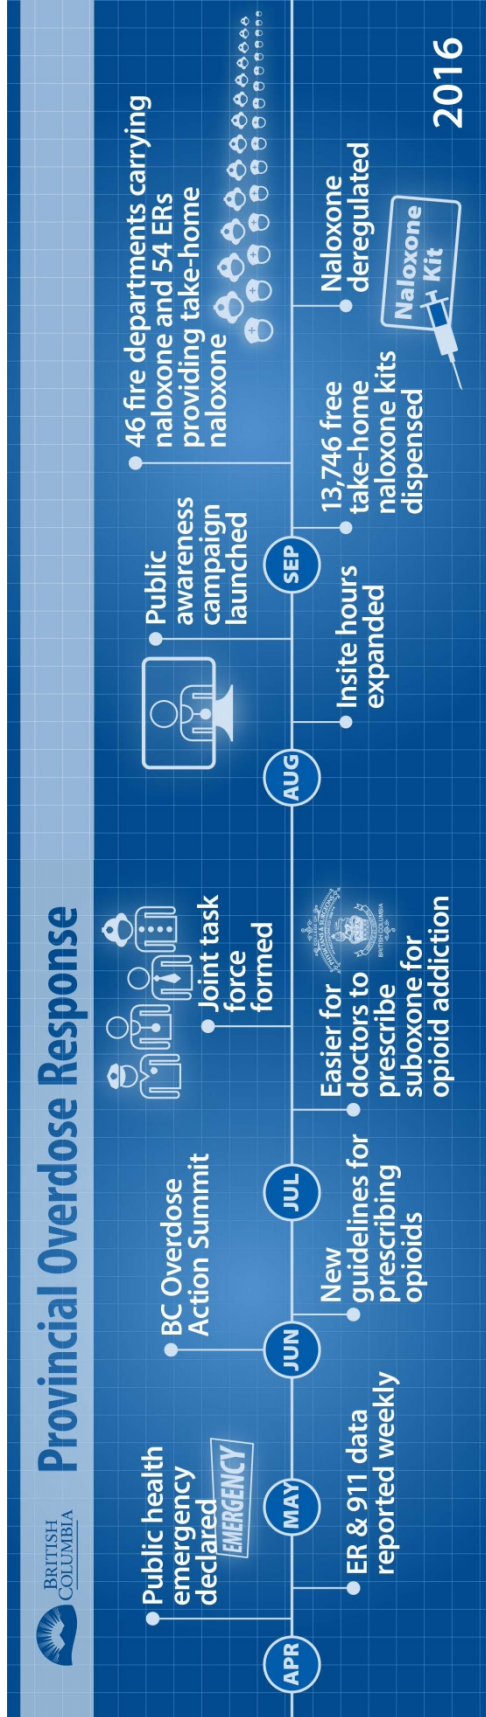 BRITISH
COLUMBIA
Provincial Overdose Response
APR
Public health
emergency
declared
EMERGENCY
ER & 911 data
reported weekly
MAY
JUN
BC Overdose
Action Summit
New
guidelines for
prescribing
opioids
JUL
Easier for
doctors to
prescribe
suboxone for
opioid addiction
BRITISH COLUMBIA
Joint task
force
formed
AUG
Insite hours
expanded
Public
awareness
campaign
launched
SEP
13,746 free
take-home
naloxone kits
dispensed
46 fire departments carrying
naloxone and 54 ERs
providing take-home
naloxone
Naloxone
deregulated
Naloxone
Kit
2016